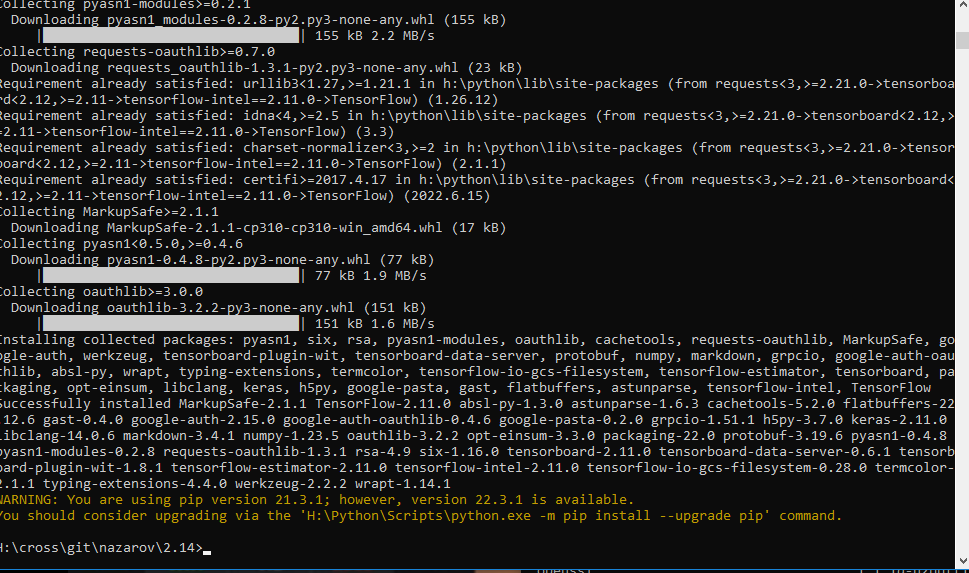 Collecting pyasn1-modules>=0.2.1
Downloading pyasn1_modules-0.2.8-py2.py3-none-any.whl (155 kB)
|████████████████████████████████| 155 kB 2.2 MB/s
Collecting requests-oauthlib>=0.7.0
Downloading requests_oauthlib-1.3.1-py2.py3-none-any.whl (23 kB)
Requirement already satisfied: urllib3<1.27,>=1.21.1 in h:\python\lib\site-packages (from requests<3,>=2.21.0->tensorboa
rd<2.12,>=2.11->tensorflow-intel==2.11.0->TensorFlow) (1.26.12)
Requirement already satisfied: idna<4,>=2.5 in h:\python\lib\site-packages (from requests<3,>=2.21.0->tensorboard<2.12,>
=2.11->tensorflow-intel==2.11.0->TensorFlow) (3.3)
Requirement already satisfied: charset-normalizer<3,>=2 in h:\python\lib\site-packages (from requests<3,>=2.21.0->tensor
board<2.12,>=2.11->tensorflow-intel==2.11.0->TensorFlow) (2.1.1)
Requirement already satisfied: certifi>=2017.4.17 in h:\python\lib\site-packages (from requests<3,>=2.21.0->tensorboard<
2.12,>=2.11->tensorflow-intel==2.11.0->TensorFlow) (2022.6.15)
Collecting MarkupSafe>=2.1.1
Downloading MarkupSafe-2.1.1-cp310-cp310-win_amd64.whl (17 kB)
Collecting pyasn1<0.5.0,>=0.4.6
Downloading pyasn1-0.4.8-py2.py3-none-any.whl (77 kB)
|████████████████████████████████| 77 kB 1.9 MB/s
Collecting oauthlib>=3.0.0
Downloading oauthlib-3.2.2-py3-none-any.whl (151 kB)
|████████████████████████████████| 151 kB 1.6 MB/s
Installing collected packages: pyasn1, six, rsa, pyasn1-modules, oauthlib, cachetools, requests-oauthlib, MarkupSafe, go
ogle-auth, werkzeug, tensorboard-plugin-wit, tensorboard-data-server, protobuf, numpy, markdown, grpcio, google-auth-oau
thlib, absl-py, wrapt, typing-extensions, termcolor, tensorflow-io-gcs-filesystem, tensorflow-estimator, tensorboard, pa
ckaging, opt-einsum, libclang, keras, h5py, google-pasta, gast, flatbuffers, astunparse, tensorflow-intel, TensorFlow
Successfully installed MarkupSafe-2.1.1 TensorFlow-2.11.0 absl-py-1.3.0 astunparse-1.6.3 cachetools-5.2.0 flatbuffers-22
.12.6 gast-0.4.0 google-auth-2.15.0 google-auth-oauthlib-0.4.6 google-pasta-0.2.0 grpcio-1.51.1 h5py-3.7.0 keras-2.11.0
libclang-14.0.6 markdown-3.4.1 numpy-1.23.5 oauthlib-3.2.2 opt-einsum-3.3.0 packaging-22.0 protobuf-3.19.6 pyasn1-0.4.8
pyasn1-modules-0.2.8 requests-oauthlib-1.3.1 rsa-4.9 six-1.16.0 tensorboard-2.11.0 tensorboard-data-server-0.6.1 tensorb
oard-plugin-wit-1.8.1 tensorflow-estimator-2.11.0 tensorflow-intel-2.11.0 tensorflow-io-gcs-filesystem-0.28.0 termcolor-
2.1.1 typing-extensions-4.4.0 werkzeug-2.2.2 wrapt-1.14.1
WARNING: You are using pip version 21.3.1; however, version 22.3.1 is available.
You should consider upgrading via the 'H:\Python\Scripts\python.exe -m pip install --upgrade pip' command.
H:\cross\git\nazarov\2.14>